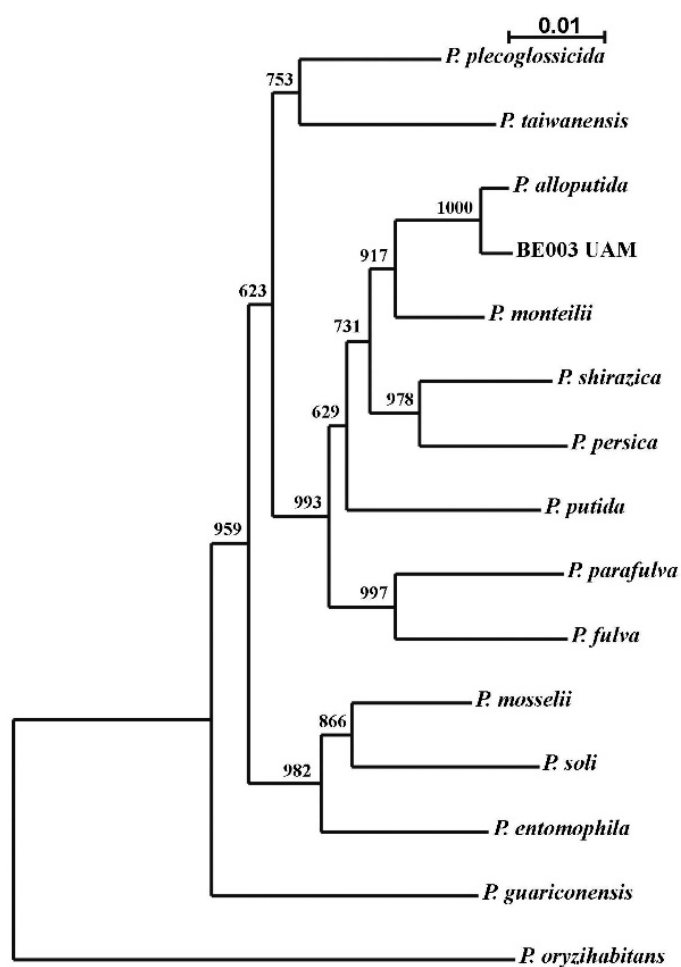 0.01
P. plecoglossicida
753
P. taiwanensis
P. alloputida
1000
BE003 UAM
917
623
P. monteilii
731
P. shirazica
978
629
P. persica
993
P. putida
959
P. parafulva
997
P. fulva
P. mosselii
866
982
P. soli
P. entomophila
P. guariconensis
P. oryzihabitans